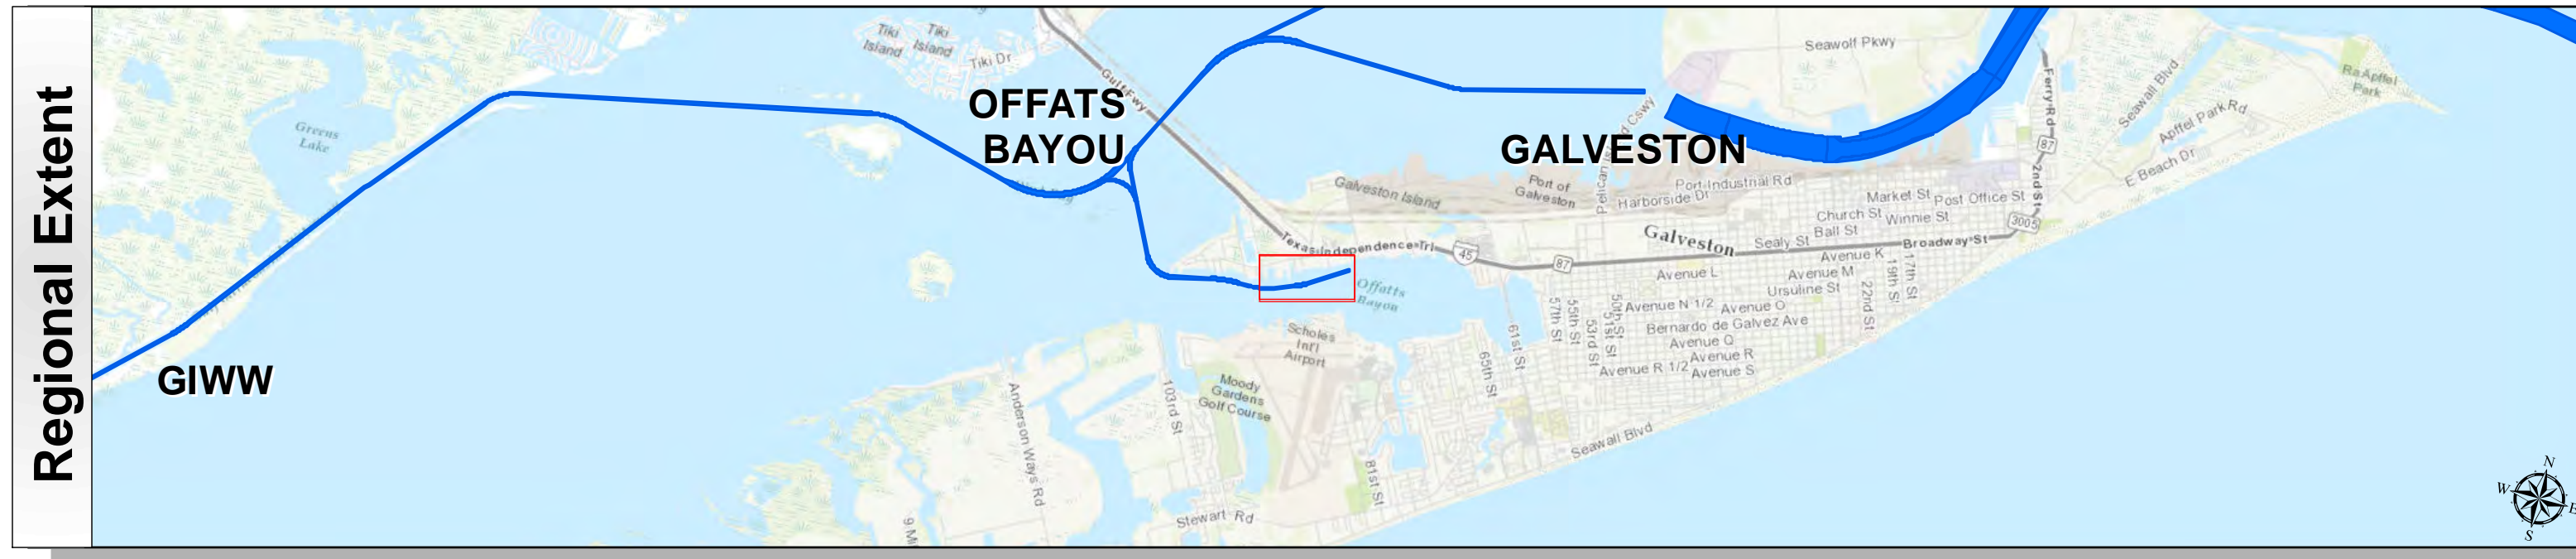 Regional Extent
Tiki
Island
Tiki
Island
Tiki Dr
Gulf Fwy
OFFATS
BAYOU
Greens
Lake
GIWW
GALVESTON
Seawolf Pkwy
Ferry Rd
Seawall Blvd
Ra Apffel
Park
Apffel Park Rd
E Beach Dr
87
2nd St
3005
Galveston Island
Port of
Galveston
Port Industrial Rd
Harborside Dr
Market St
Post Office St
Church St
Winnie St
Ball St
Sealy St
Broadway St
Galveston
Texas Independence Trl
45
87
Avenue K
Avenue L
Avenue M
Ursuline St
19th St
17th St
22nd St
Offatts
Bayou
Avenue N 1/2
Avenue O
Bernardo de Galvez Ave
Avenue Q
Avenue R
Avenue R 1/2
Avenue S
57th St
55th St
53rd St
50th St
51st St
61st St
65th St
Scholes
Int'l
Airport
Moody
Gardens
Golf Course
103rd St
Anderson Ways Rd
81st St
Seawall Blvd
Stewart Rd
N
W
E
S